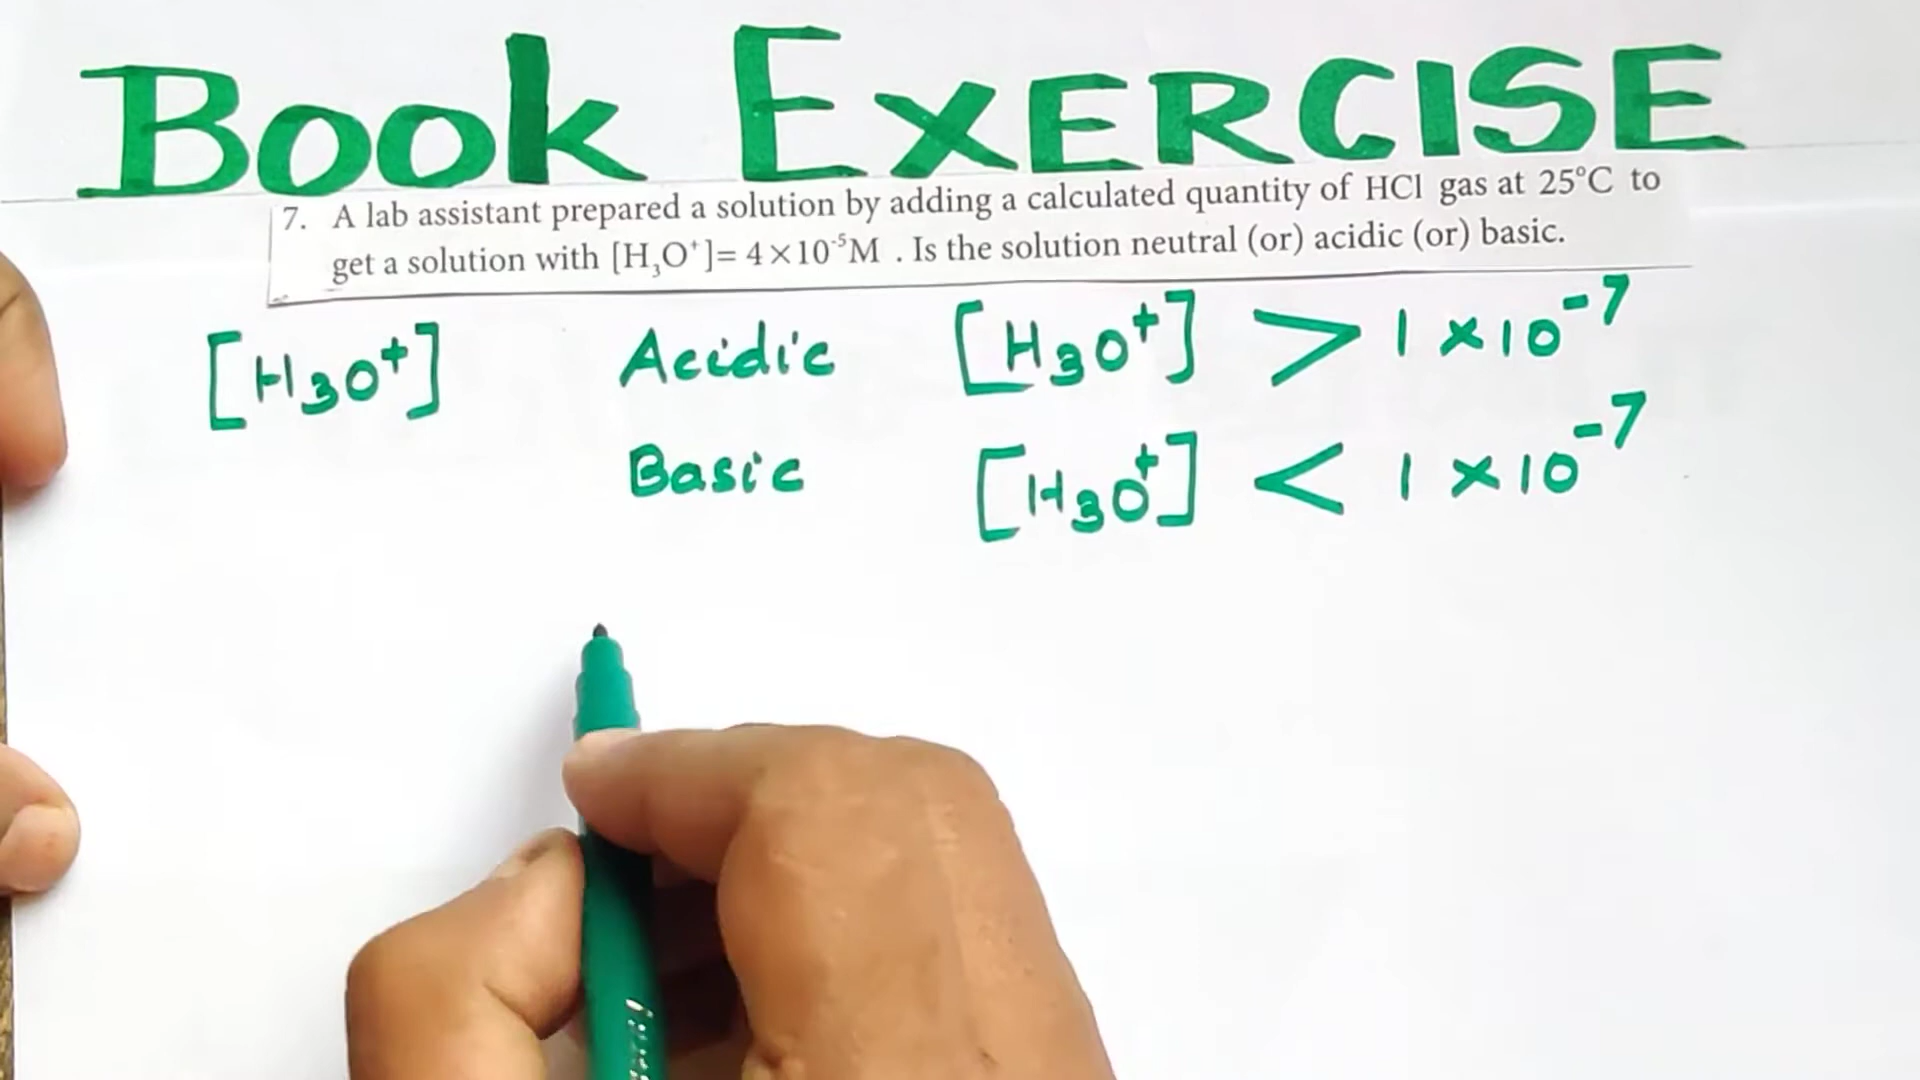 Book EXERCISE
7. A lab assistant prepared a solution by adding a calculated quantity of HCl gas at 25°C to
get a solution with [H₃O⁺]= 4×10⁻⁵M . Is the solution neutral (or) acidic (or) basic.
[H₃O⁺] Acidic [H₃O⁺] > 1 × 10⁻⁷
Basic [H₃O⁺] < 1 × 10⁻⁷